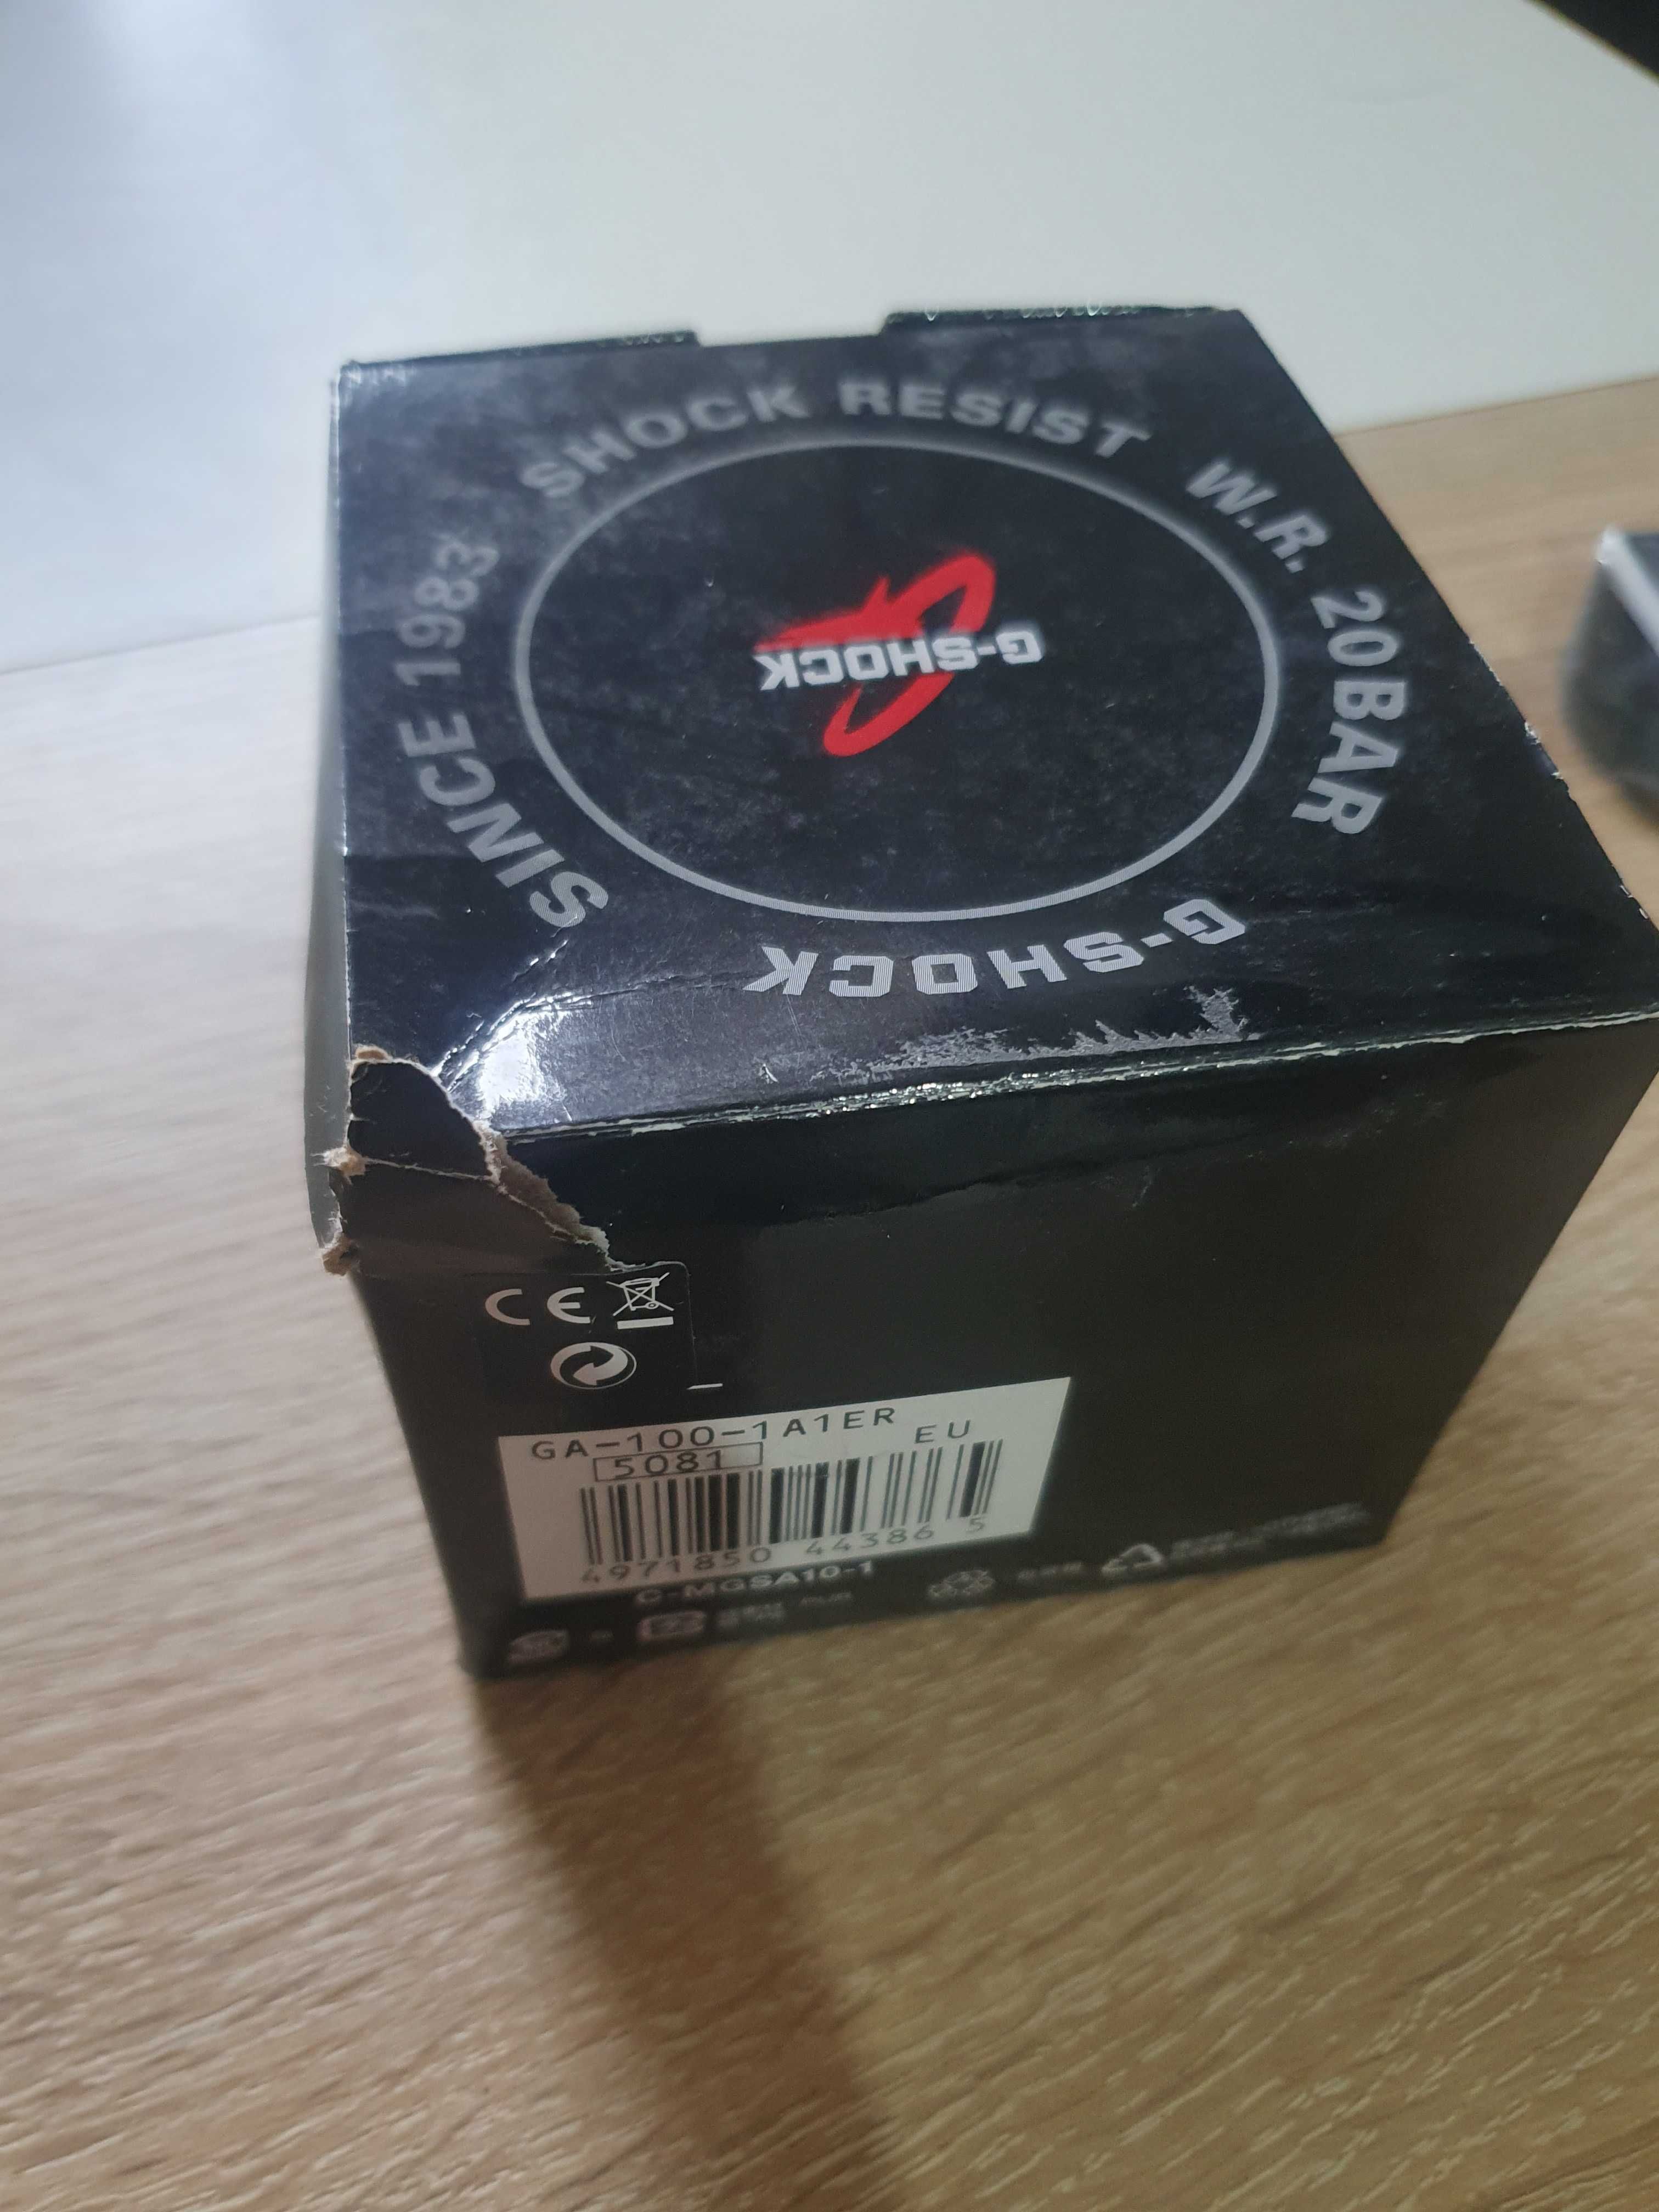 SHOCK RESIST
W.R. 20BAR
SINCE 1983
G-SHOCK
G-SHOCK
CE
GA-100-1A1ER
EU
5081
4971850 44386 5
C-MGSA10-1